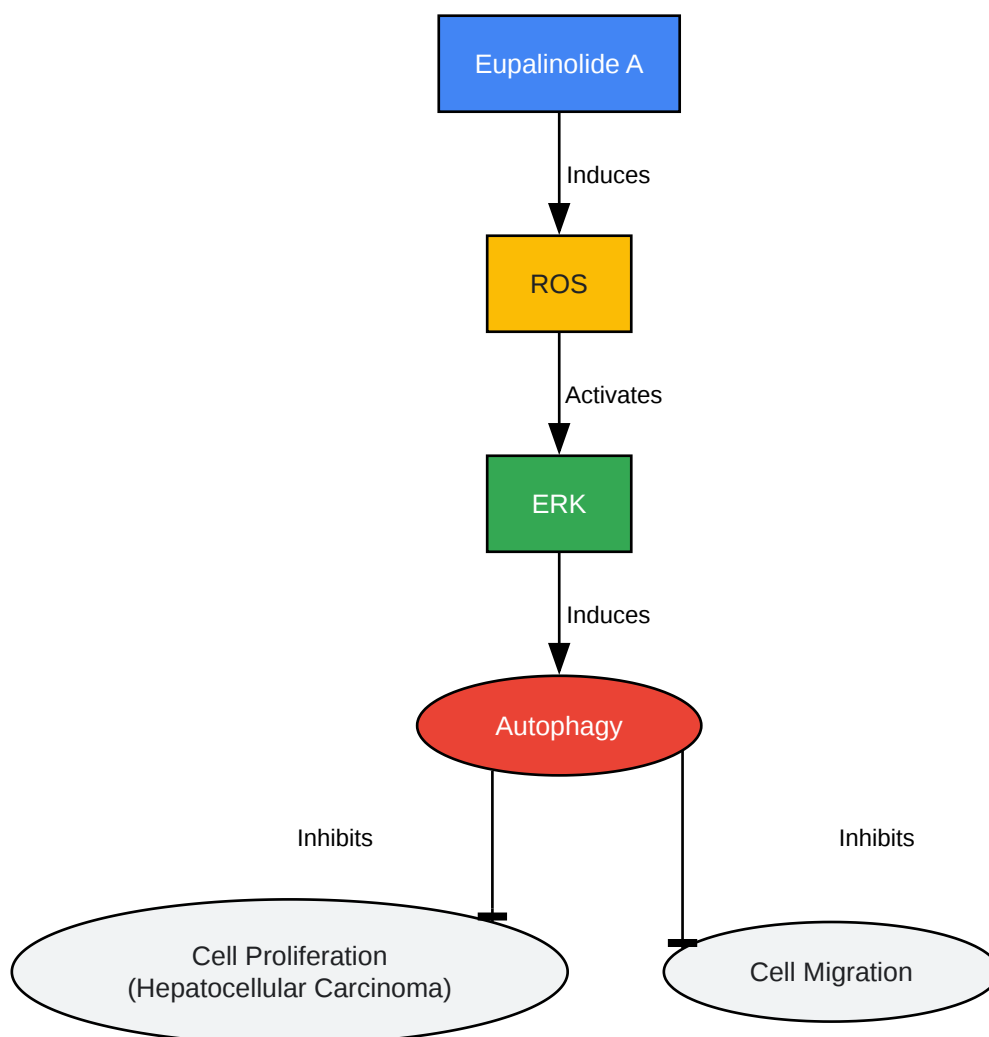 Eupalinolide A
Induces
ROS
Activates
ERK
Induces
Autophagy
Inhibits
Inhibits
Cell Proliferation
(Hepatocellular Carcinoma)
Cell Migration